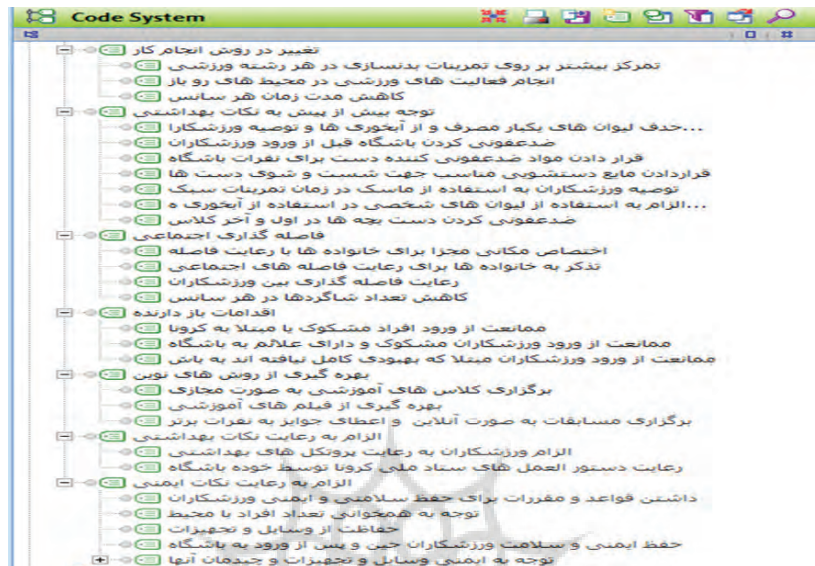 Code System
تغییر در روش انجام کار
تمرکز بیشتر بر روی تمرینات بدنسازی در هر رشته ورزشی
انجام فعالیت های ورزشی در محیط های رو باز
کاهش مدت زمان هر سانس
توجه بیش از پیش به نکات بهداشتی
حذف لیوان های یکبار مصرف و از آبخوری ها و توصیه ورزشکارا...
ضدعفونی کردن باشگاه قبل از ورود ورزشکاران
قرار دادن مواد ضدعفونی کننده دست برای نفرات باشگاه
قراردادن مایع دستشویی مناسب جهت شست و شوی دست ها
توصیه ورزشکاران به استفاده از ماسک در زمان تمرینات سبک
الزام به استفاده از لیوان های شخصی در استفاده از آبخوری ه...
ضدعفونی کردن دست بچه ها در اول و آخر کلاس
فاصله گذاری اجتماعی
اختصاص مکانی مجزا برای خانواده ها با رعایت فاصله
تذکر به خانواده ها برای رعایت فاصله های اجتماعی
رعایت فاصله گذاری بین ورزشکاران
کاهش تعداد شاگردها در هر سانس
اقدامات باز دارنده
ممانعت از ورود افراد مشکوک یا مبتلا به کرونا
ممانعت از ورود ورزشکاران مشکوک و دارای علائم به باشگاه
ممانعت از ورود ورزشکاران مبتلا که بهبودی کامل نیافته اند به باش
بهره گیری از روش های نوین
برگزاری کلاس های آموزشی به صورت مجازی
بهره گیری از فیلم های آموزشی
برگزاری مسابقات به صورت آنلاین و اعطای جوایز به نفرات برتر
الزام به رعایت نکات بهداشتی
الزام ورزشکاران به رعایت پروتکل های بهداشتی
رعایت دستور العمل های ستاد ملی کرونا توسط خوده باشگاه
الزام به رعایت نکات ایمنی
داشتن قواعد و مقررات برای حفظ سلامتی و ایمنی ورزشکاران
توجه به همخوانی تعداد افراد با محیط
حفاظت از وسایل و تجهیزات
حفظ ایمنی و سلامت ورزشکاران حین و پس از ورود به باشگاه
توجه به ایمنی وسایل و تجهیزات و چیدمان آنها